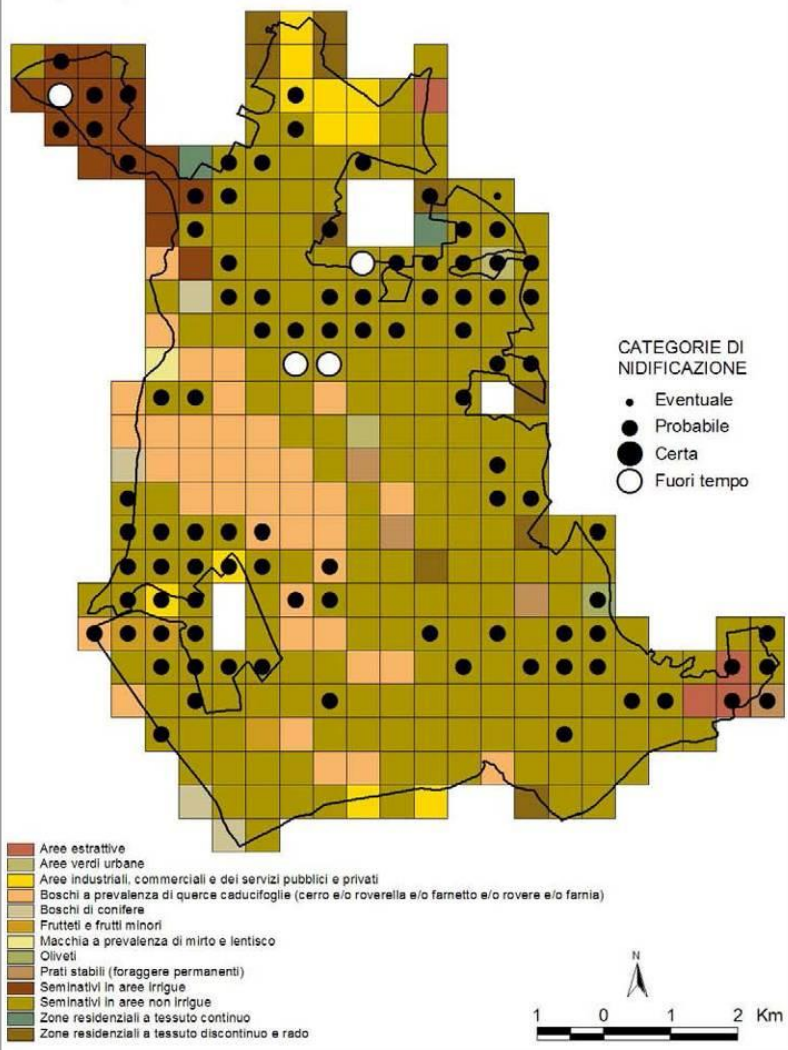 CATEGORIE DI
NIDIFICAZIONE
Eventuale
Probabile
Certa
Fuori tempo
Aree estrattive
Aree verdi urbane
Aree industriali, commerciali e dei servizi pubblici e privati
Boschi a prevalenza di querce caducifoglie (cerro e/o roverella e/o farnetto e/o rovere e/o farnia)
Boschi di conifere
Frutteti e frutti minori
Macchia a prevalenza di mirto e lentisco
Oliveti
Prati stabili (foraggere permanenti)
Seminativi in aree irrigue
Seminativi in aree non irrigue
Zone residenziali a tessuto continuo
Zone residenziali a tessuto discontinuo e rado
N
1 0 1 2 Km